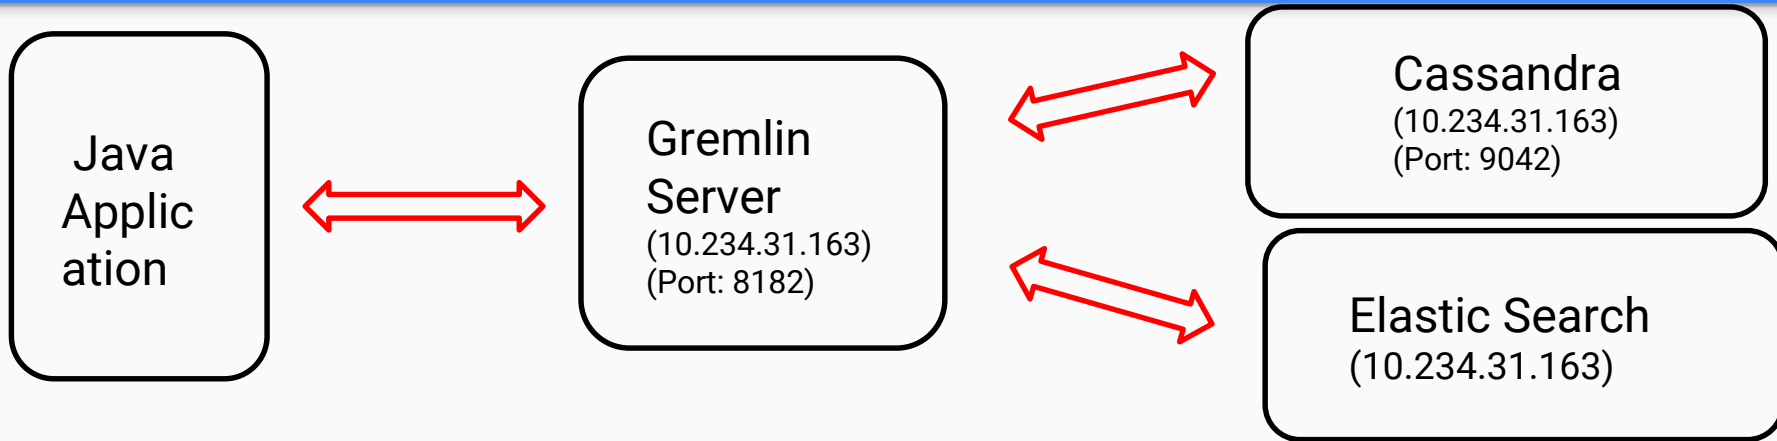 Java
Applic
ation
Gremlin
Server
(10.234.31.163)
(Port: 8182)
Cassandra
(10.234.31.163)
(Port: 9042)
Elastic Search
(10.234.31.163)